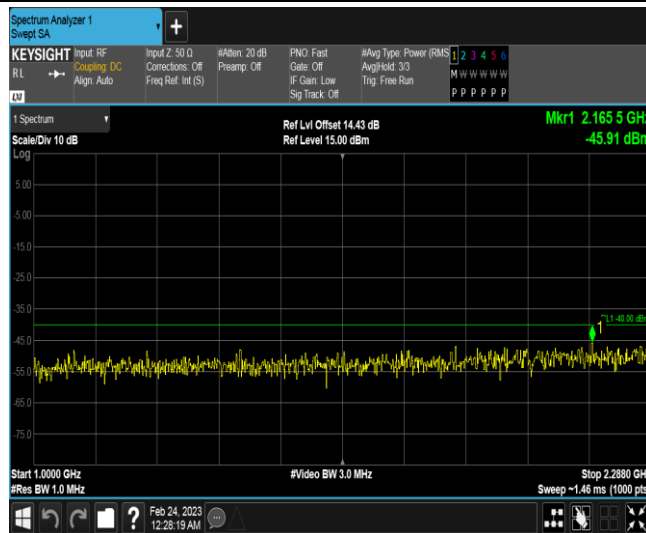 Spectrum Analyzer 1
Swept SA
+
KEYSIGHT
RL
LXI
Input: RF
Coupling: DC
Align: Auto
Input Z: 50 Ω
Corrections: Off
Freq Ref: Int (S)
#Atten: 20 dB
Preamp: Off
PNO: Fast
Gate: Off
IF Gain: Low
Sig Track: Off
#Avg Type: Power (RMS
Avg|Hold: 3/3
Trig: Free Run
1 2 3 4 5 6
M W W W W W
P P P P P P
1 Spectrum
Scale/Div 10 dB
Log
Ref Lvl Offset 14.43 dB
Ref Level 15.00 dBm
Mkr1 2.165 5 GHz
-45.91 dBm
5.00
-5.00
-15.0
-25.0
-35.0
-45.0
-55.0
-65.0
-75.0
L1 -40.00 dBm
1
Start 1.0000 GHz
#Res BW 1.0 MHz
#Video BW 3.0 MHz
Stop 2.2880 GHz
Sweep ~1.46 ms (1000 pts)
?
Feb 24, 2023
12:28:19 AM